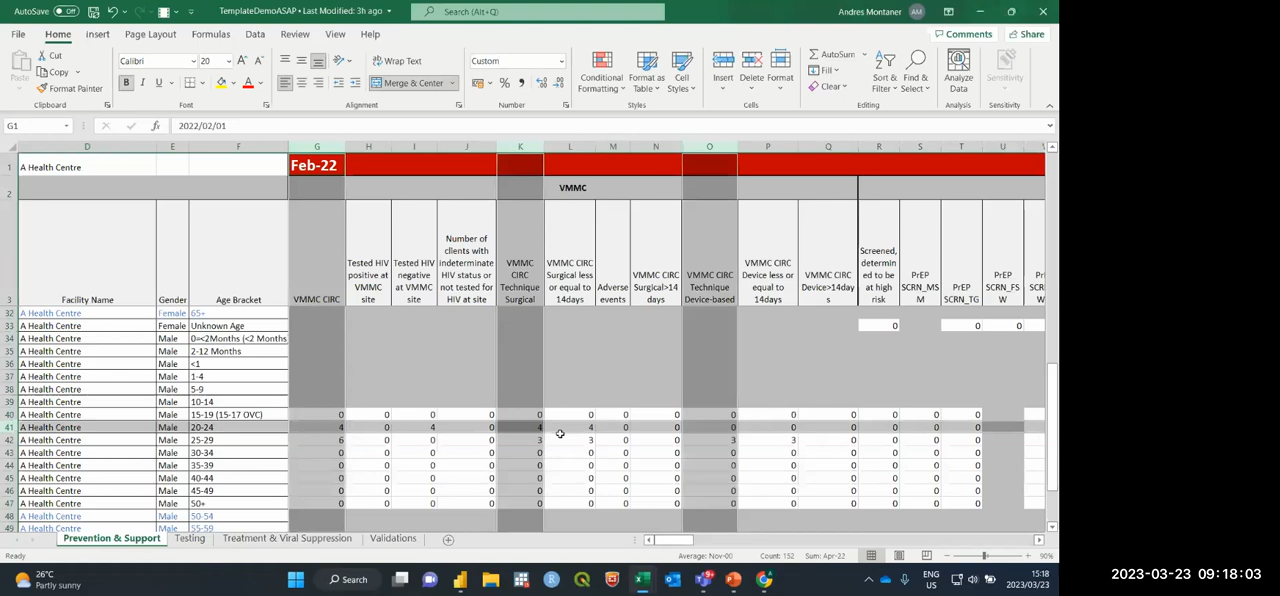 AutoSave Off TemplateDemoASAP • Last Modified: 3h ago Search (Alt+Q) Andres Montaner AM
File Home Insert Page Layout Formulas Data Review View Help Comments Share
Paste Cut Copy Format Painter Calibri 20 Wrap Text Merge & Center Custom Conditional Formatting Format as Table Cell Styles Insert Delete Format AutoSum Fill Clear Sort & Filter Find & Select Analyze Data Sensitivity
Clipboard Font Alignment Number Styles Cells Editing Analysis Sensitivity
G1 fx 2022/02/01
D E F G H I J K L M N O P Q R S T U
1 A Health Centre Feb-22
2 VMMC
3 Facility Name Gender Age Bracket VMMC CIRC Tested HIV positive at VMMC site Tested HIV negative at VMMC site Number of clients with indeterminate HIV status or not tested for HIV at site VMMC CIRC Technique Surgical VMMC CIRC Surgical less or equal to 14days Adverse events VMMC CIRC Surgical>14 days VMMC CIRC Technique Device-based VMMC CIRC Device less or equal to 14days VMMC CIRC Device>14days Screened, determined to be at high risk PrEP SCRN_MSM PrEP SCRN_TG PrEP SCRN_FSW
32 A Health Centre Female 65+
33 A Health Centre Female Unknown Age 0 0 0
34 A Health Centre Male 0=<2Months (<2 Months
35 A Health Centre Male 2-12 Months
36 A Health Centre Male <1
37 A Health Centre Male 1-4
38 A Health Centre Male 5-9
39 A Health Centre Male 10-14
40 A Health Centre Male 15-19 (15-17 OVC) 0 0 0 0 0 0 0 0 0 0 0 0 0 0
41 A Health Centre Male 20-24 4 0 4 0 4 4 0 0 0 0 0 0 0 0
42 A Health Centre Male 25-29 6 0 0 0 3 3 0 0 3 3 0 0 0 0
43 A Health Centre Male 30-34 0 0 0 0 0 0 0 0 0 0 0 0 0 0
44 A Health Centre Male 35-39 0 0 0 0 0 0 0 0 0 0 0 0 0 0
45 A Health Centre Male 40-44 0 0 0 0 0 0 0 0 0 0 0 0 0 0
46 A Health Centre Male 45-49 0 0 0 0 0 0 0 0 0 0 0 0 0 0
47 A Health Centre Male 50+ 0 0 0 0 0 0 0 0 0 0 0 0 0 0
48 A Health Centre Male 50-54
49 A Health Centre Male 55-59
Prevention & Support Testing Treatment & Viral Suppression Validations
Ready Average: Nov-00 Count: 152 Sum: Apr-22 90%
26°C
Partly sunny
Search
ENG
US
15:18
2023/03/23
2023-03-23 09:18:03